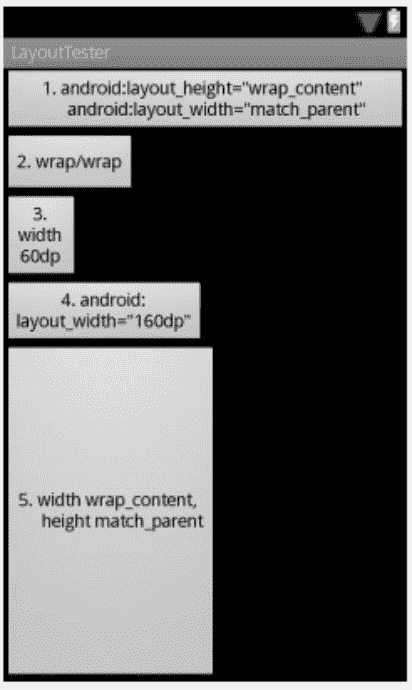 LayoutTester
1. android:layout_height="wrap_content"
android:layout_width="match_parent"
2. wrap/wrap
3.
width
60dp
4. android:
layout_width="160dp"
5. width wrap_content,
height match_parent